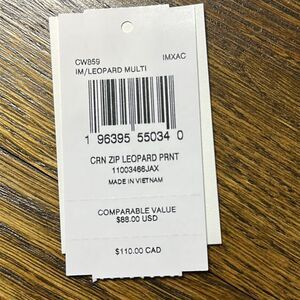 CW859 IMXAC
IM/LEOPARD MULTI
1 96395 55034 0
CRN ZIP LEOPARD PRNT
11003466JAX
MADE IN VIETNAM
COMPARABLE VALUE
$88.00 USD
$110.00 CAD